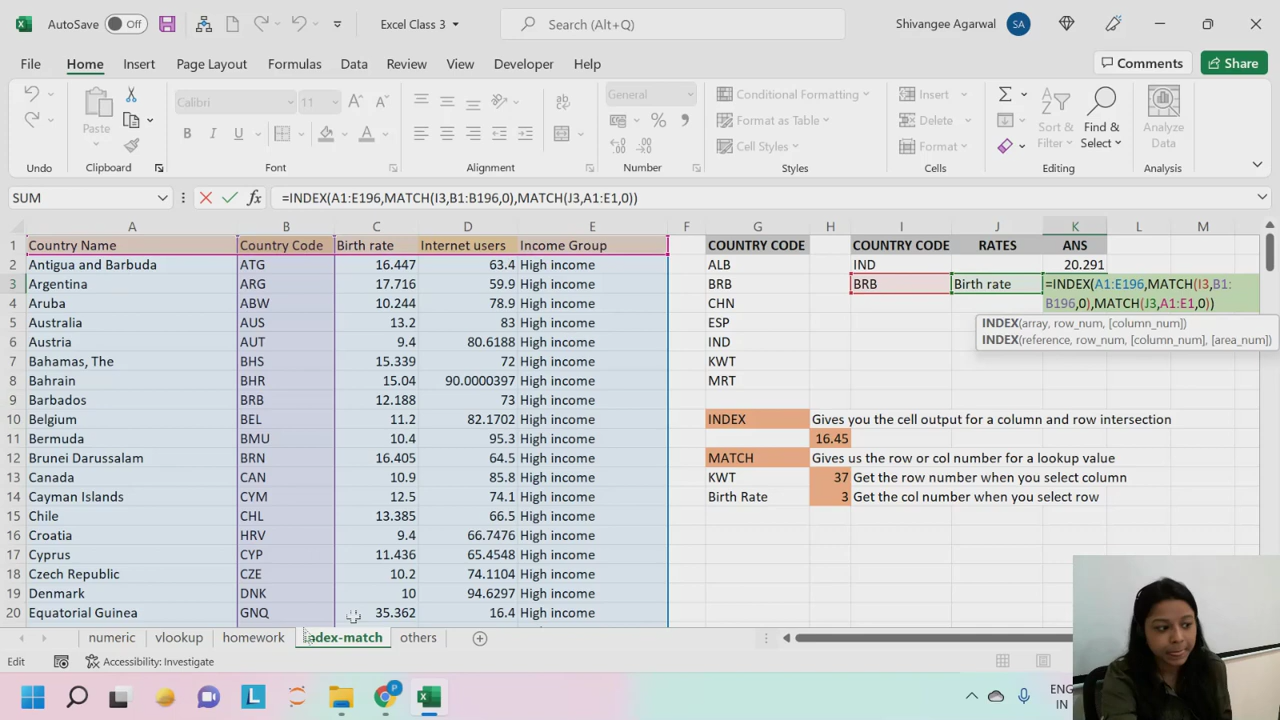 AutoSave Off Excel Class 3 Search (Alt+Q) Shivangee Agarwal SA
File Home Insert Page Layout Formulas Data Review View Developer Help Comments Share
Calibri 11 General Conditional Formatting Insert
Paste B I U Format as Table Delete Sort & Filter Find & Select Analyze Data
Cell Styles Format
Undo Clipboard Font Alignment Number Styles Cells Editing Analysis
SUM =INDEX(A1:E196,MATCH(I3,B1:B196,0),MATCH(J3,A1:E1,0))
A B C D E F G H I J K L M
1 Country Name Country Code Birth rate Internet users Income Group COUNTRY CODE COUNTRY CODE RATES ANS
2 Antigua and Barbuda ATG 16.447 63.4 High income ALB IND 20.291
3 Argentina ARG 17.716 59.9 High income BRB BRB Birth rate =INDEX(A1:E196,MATCH(I3,B1:
4 Aruba ABW 10.244 78.9 High income CHN B196,0),MATCH(J3,A1:E1,0))
5 Australia AUS 13.2 83 High income ESP INDEX(array, row_num, [column_num])
6 Austria AUT 9.4 80.6188 High income IND INDEX(reference, row_num, [column_num], [area_num])
7 Bahamas, The BHS 15.339 72 High income KWT
8 Bahrain BHR 15.04 90.0000397 High income MRT
9 Barbados BRB 12.188 73 High income
10 Belgium BEL 11.2 82.1702 High income INDEX Gives you the cell output for a column and row intersection
11 Bermuda BMU 10.4 95.3 High income 16.45
12 Brunei Darussalam BRN 16.405 64.5 High income MATCH Gives us the row or col number for a lookup value
13 Canada CAN 10.9 85.8 High income KWT 37 Get the row number when you select column
14 Cayman Islands CYM 12.5 74.1 High income Birth Rate 3 Get the col number when you select row
15 Chile CHL 13.385 66.5 High income
16 Croatia HRV 9.4 66.7476 High income
17 Cyprus CYP 11.436 65.4548 High income
18 Czech Republic CZE 10.2 74.1104 High income
19 Denmark DNK 10 94.6297 High income
20 Equatorial Guinea GNQ 35.362 16.4 High income
numeric vlookup homework index-match others
Edit Accessibility: Investigate
L P ENG
IN